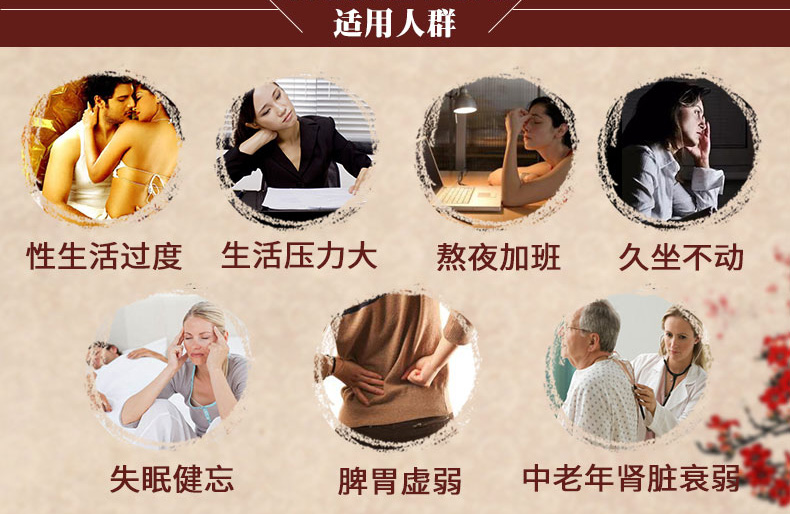 适用人群
性生活过度
生活压力大
熬夜加班
久坐不动
失眠健忘
脾胃虚弱
中老年肾脏衰弱